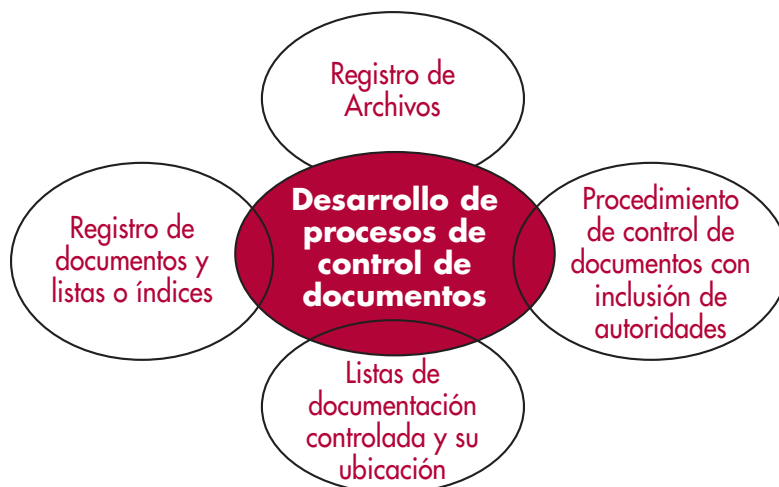 Registro de
Archivos
Desarrollo de
procesos de
control de
documentos
Registro de
documentos y
listas o índices
Procedimiento
de control de
documentos con
inclusión de
autoridades
Listas de
documentación
controlada y su
ubicación